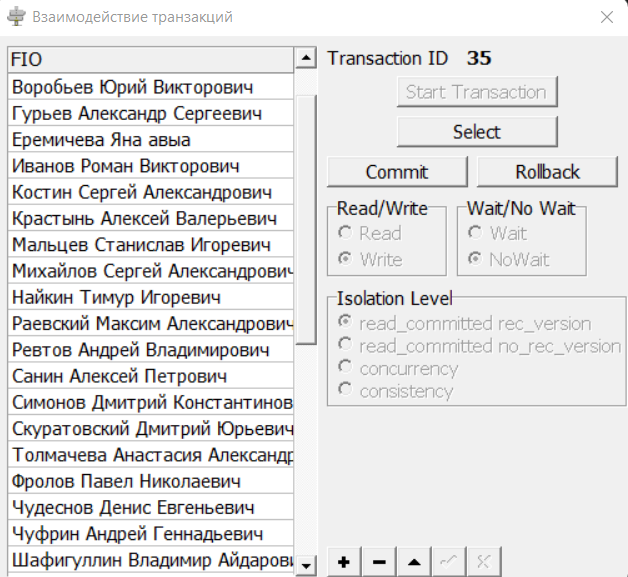 Взаимодействие транзакций
FIO
Воробьев Юрий Викторович
Гурьев Александр Сергеевич
Еремичева Яна авыа
Иванов Роман Викторович
Костин Сергей Александрович
Крастынь Алексей Валерьевич
Мальцев Станислав Игоревич
Михайлов Сергей Александрович
Найкин Тимур Игоревич
Раевский Максим Александрович
Ревтов Андрей Владимирович
Санин Алексей Петрович
Симонов Дмитрий Константинов
Скуратовский Дмитрий Юрьевич
Толмачева Анастасия Александр
Фролов Павел Николаевич
Чудеснов Денис Евгеньевич
Чуфрин Андрей Геннадьевич
Шафигуллин Владимир Айдарови
Transaction ID 35
Start Transaction
Select
Commit Rollback
Read/Write Wait/No Wait
Read Wait
Write NoWait
Isolation Level
read_committed rec_version
read_committed no_rec_version
concurrency
consistency